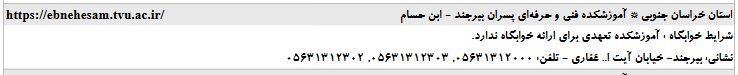 استان خراسان جنوبی * آموزشکده فنی و حرفه‌ای پسران بیرجند - ابن حسام https://ebnehesam.tvu.ac.ir/
شرایط خوابگاه : آموزشکده تعهدی برای ارائه خوابگاه ندارد.
نشانی: بیرجند- خیابان آیت ا.. غفاری - تلفن: ۰۵۶۳۱۳۱۲۰۰۰، ۰۵۶۳۱۳۱۲۳۰۳، ۰۵۶۳۱۳۱۲۳۰۲